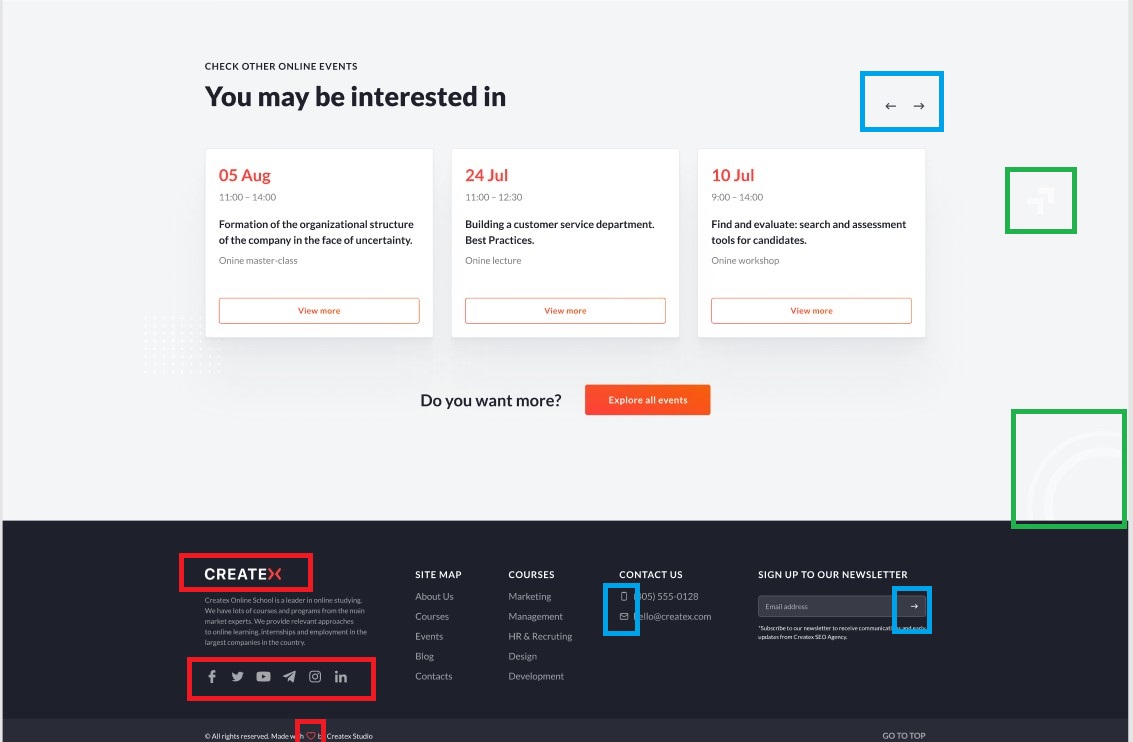 CHECK OTHER ONLINE EVENTS
You may be interested in
05 Aug
11:00 – 14:00
Formation of the organizational structure
of the company in the face of uncertainty.
Onine master-class
View more
24 Jul
11:00 – 12:30
Building a customer service department.
Best Practices.
Onine lecture
View more
10 Jul
9:00 – 14:00
Find and evaluate: search and assessment
tools for candidates.
Onine workshop
View more
Do you want more?
Explore all events
CREATEX
Createx Online School is a leader in online studying.
We have lots of courses and programs from the main
market experts. We provide relevant approaches
to online learning, internships and employment in the
largest companies in the country.
SITE MAP
About Us
Courses
Events
Blog
Contacts
COURSES
Marketing
Management
HR & Recruting
Design
Development
CONTACT US
405) 555-0128
hello@createx.com
SIGN UP TO OUR NEWSLETTER
Email address
*Subscribe to our newsletter to receive communications and early
updates from Createx SEO Agency.
© All rights reserved. Made with by Createx Studio
GO TO TOP